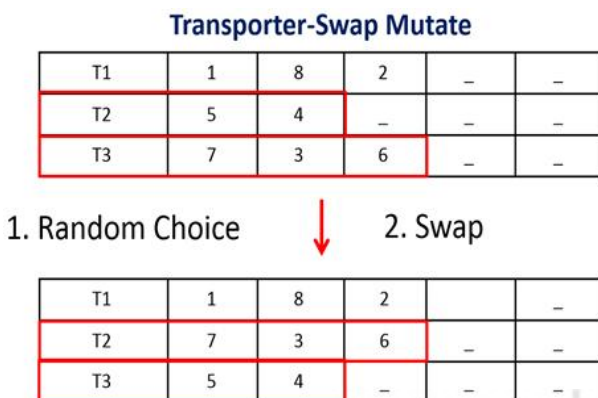 Transporter-Swap Mutate
T1 1 8 2 _ _
T2 5 4 _ _ _
T3 7 3 6 _ _
1. Random Choice 2. Swap
T1 1 8 2 _
T2 7 3 6 _ _
T3 5 4 _ _ _